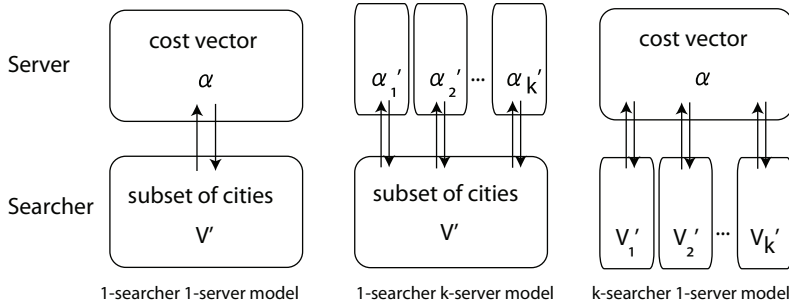 Server
cost vector
α
α₁′ α₂′ ... αk′
cost vector
α
Searcher
subset of cities
V′
subset of cities
V′
V₁′ V₂′ ... Vk′
1-searcher 1-server model
1-searcher k-server model
k-searcher 1-server model